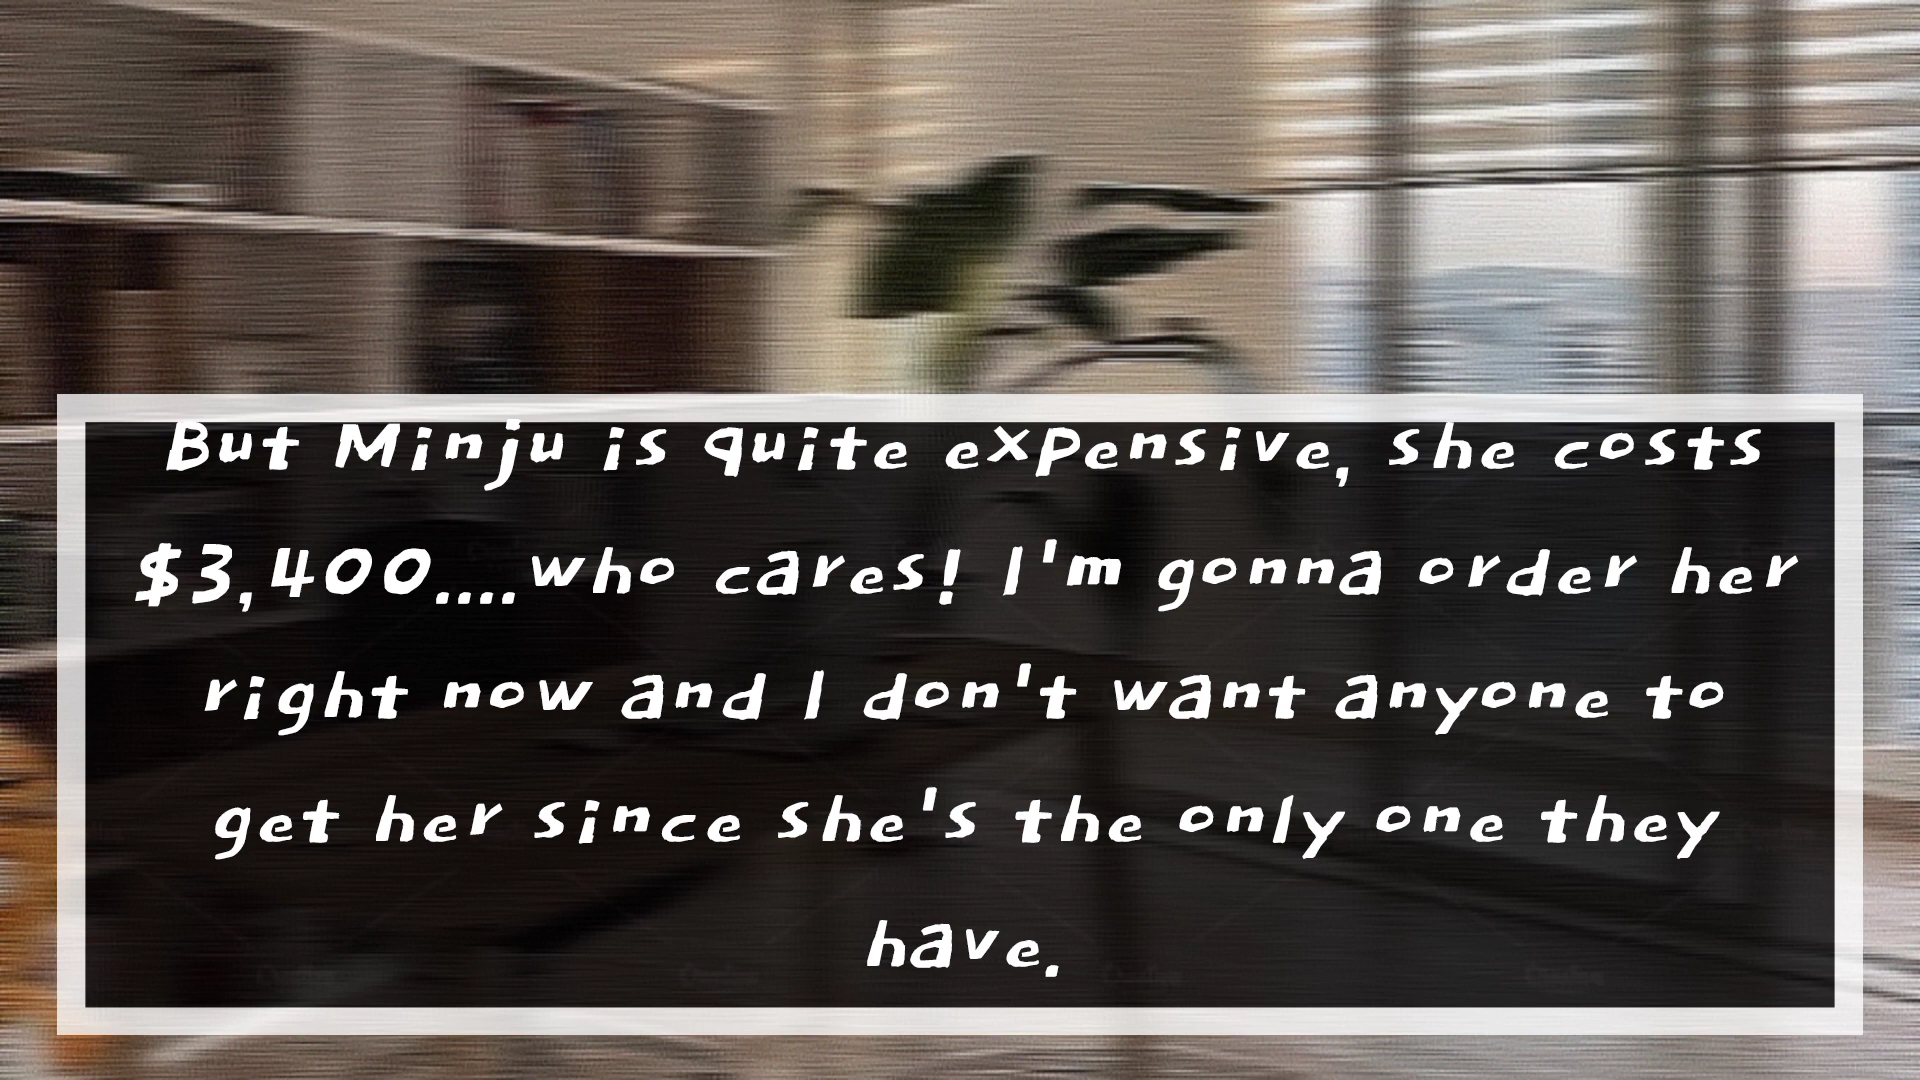 But Minju is quite expensive, she costs
$3,400....who cares! I'm gonna order her
right now and I don't want anyone to
get her since she's the only one they
have.